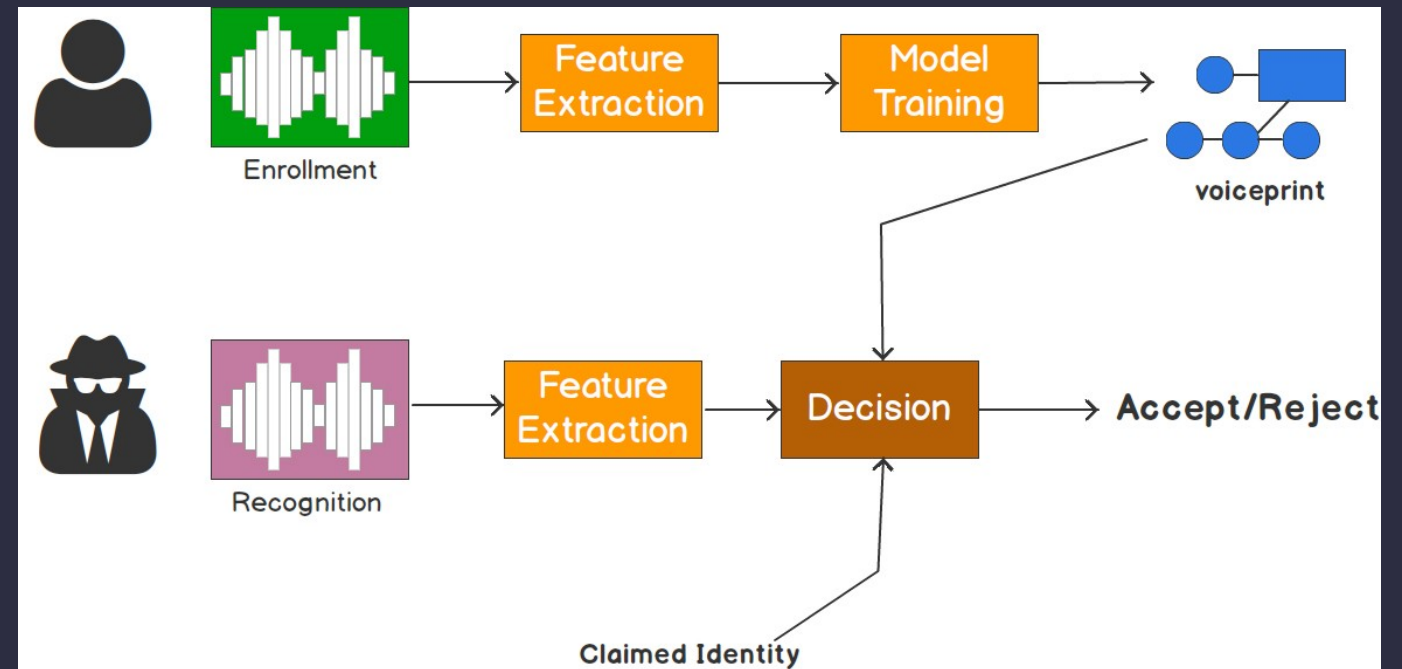 Feature
Extraction
Model
Training
Enrollment
voiceprint
Feature
Extraction
Decision
Accept/Reject
Recognition
Claimed Identity